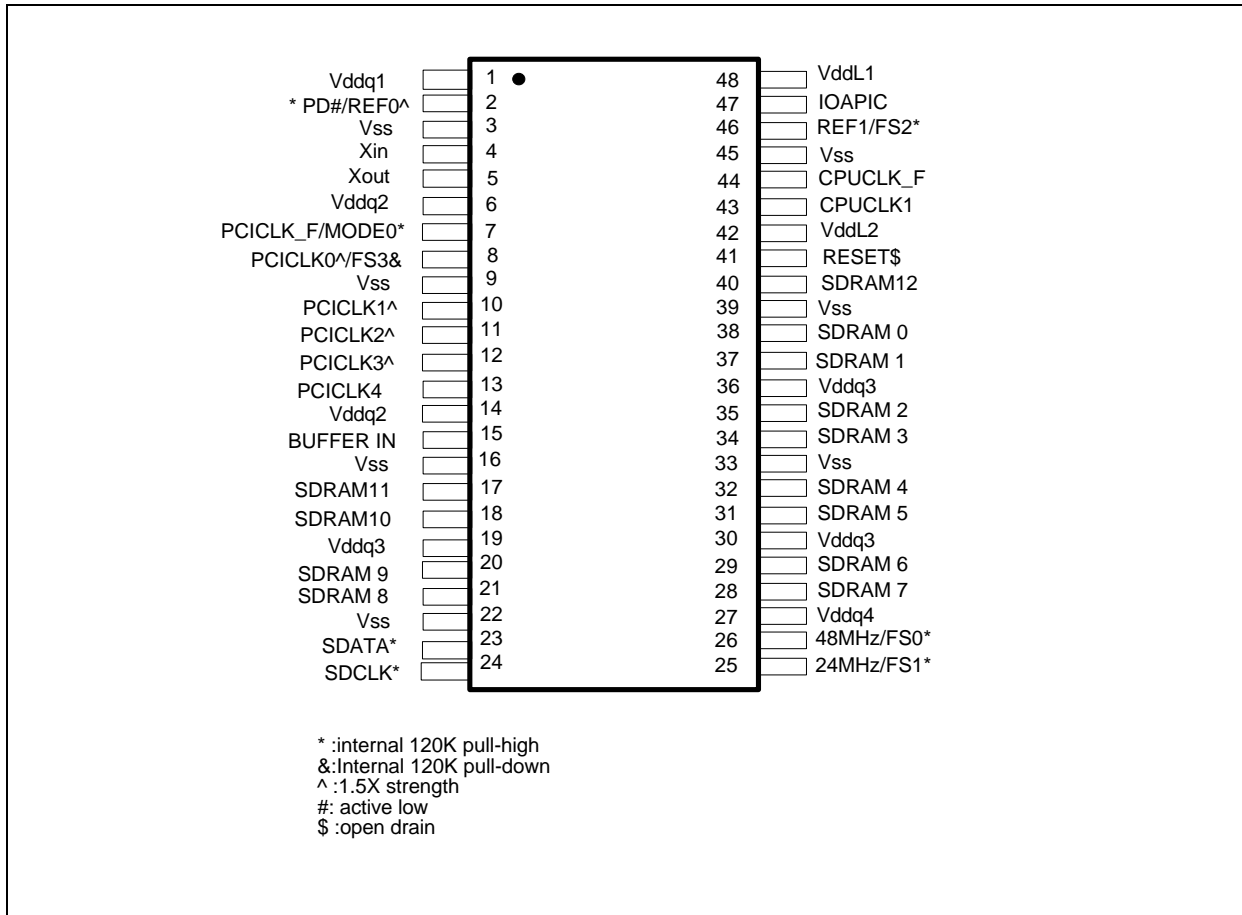 Vddq1 1 48 VddL1
* PD#/REF0^ 2 47 IOAPIC
Vss 3 46 REF1/FS2*
Xin 4 45 Vss
Xout 5 44 CPUCLK_F
Vddq2 6 43 CPUCLK1
PCICLK_F/MODE0* 7 42 VddL2
PCICLK0^/FS3& 8 41 RESET$
Vss 9 40 SDRAM12
PCICLK1^ 10 39 Vss
PCICLK2^ 11 38 SDRAM 0
PCICLK3^ 12 37 SDRAM 1
PCICLK4 13 36 Vddq3
Vddq2 14 35 SDRAM 2
BUFFER IN 15 34 SDRAM 3
Vss 16 33 Vss
SDRAM11 17 32 SDRAM 4
SDRAM10 18 31 SDRAM 5
Vddq3 19 30 Vddq3
SDRAM 9 20 29 SDRAM 6
SDRAM 8 21 28 SDRAM 7
Vss 22 27 Vddq4
SDATA* 23 26 48MHz/FS0*
SDCLK* 24 25 24MHz/FS1*
* :internal 120K pull-high
&:Internal 120K pull-down
^ :1.5X strength
#: active low
$ :open drain